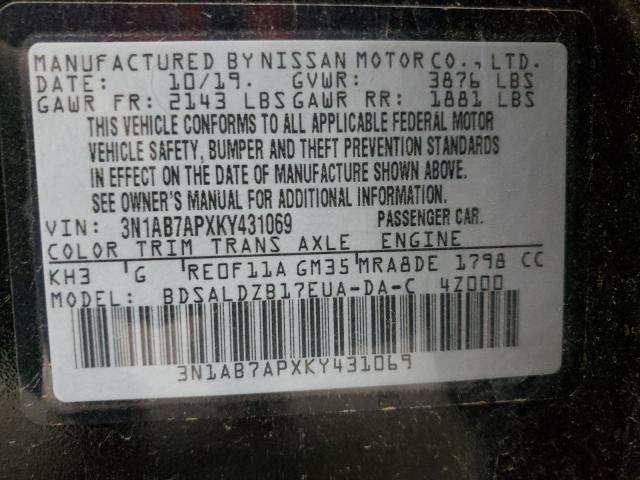 MANUFACTURED BY NISSAN MOTOR CO., LTD.
DATE: 10/19. GVWR: 3876 LBS
GAWR FR: 2143 LBS GAWR RR: 1881 LBS
THIS VEHICLE CONFORMS TO ALL APPLICABLE FEDERAL MOTOR
VEHICLE SAFETY, BUMPER AND THEFT PREVENTION STANDARDS
IN EFFECT ON THE DATE OF MANUFACTURE SHOWN ABOVE.
SEE OWNER'S MANUAL FOR ADDITIONAL INFORMATION.
VIN: 3N1AB7APXKY431069 PASSENGER CAR.
COLOR TRIM TRANS AXLE ENGINE
KH3 G RE0F11A GM35 MRA8DE 1798 CC
MODEL: BDSALDZB17EUA-DA-C 4Z000
3N1AB7APXKY431069